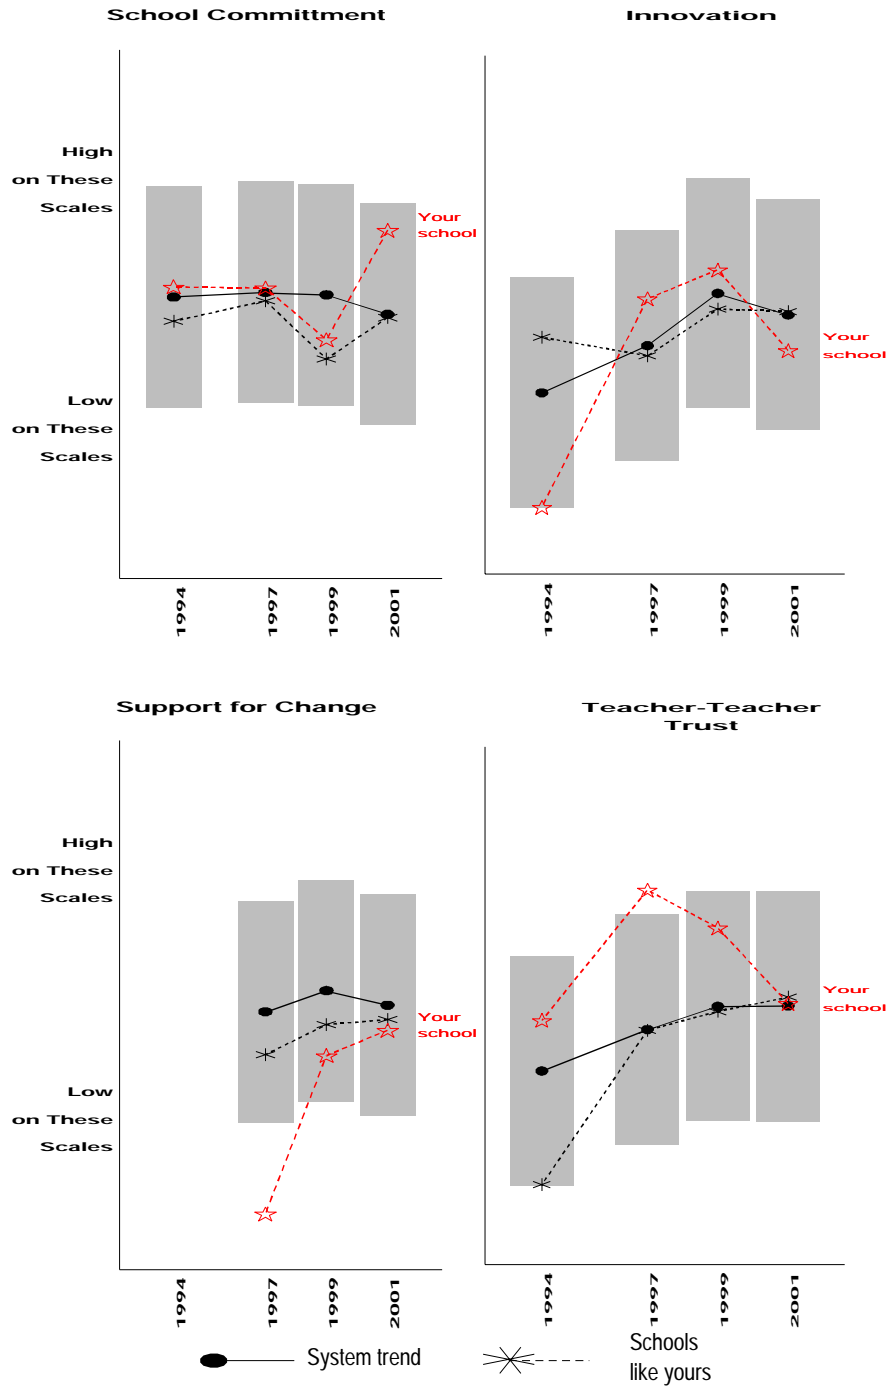 School Committment
Innovation
High
on These
Scales
Low
on These
Scales
Your
school
Your
school
1994
1997
1999
2001
1994
1997
1999
2001
Support for Change
Teacher-Teacher
Trust
High
on These
Scales
Low
on These
Scales
Your
school
Your
school
1994
1997
1999
2001
1994
1997
1999
2001
System trend
Schools
like yours